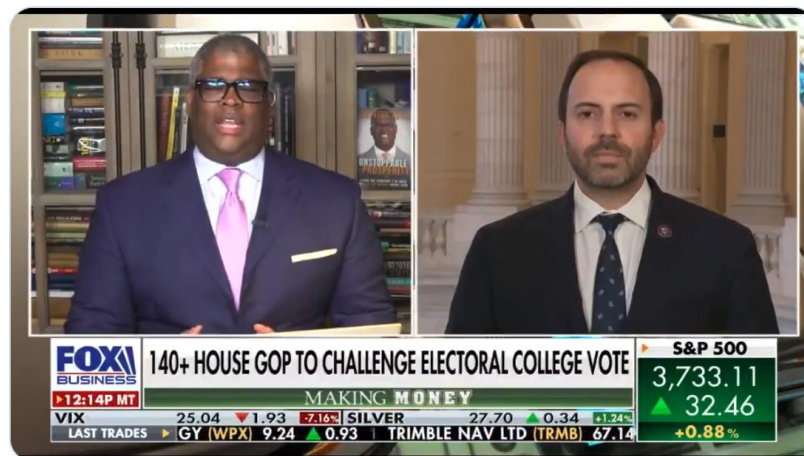 UNSTOPPABLE
PROSPERITY
FOX
BUSINESS
12:14P MT
140+ HOUSE GOP TO CHALLENGE ELECTORAL COLLEGE VOTE
MAKING MONEY
S&P 500
3,733.11
32.46
+0.88%
VIX 25.04 1.93 -7.16% SILVER 27.70 0.34 +1.24%
LAST TRADES GY (WPX) 9.24 0.93 TRIMBLE NAV LTD (TRMB) 67.14